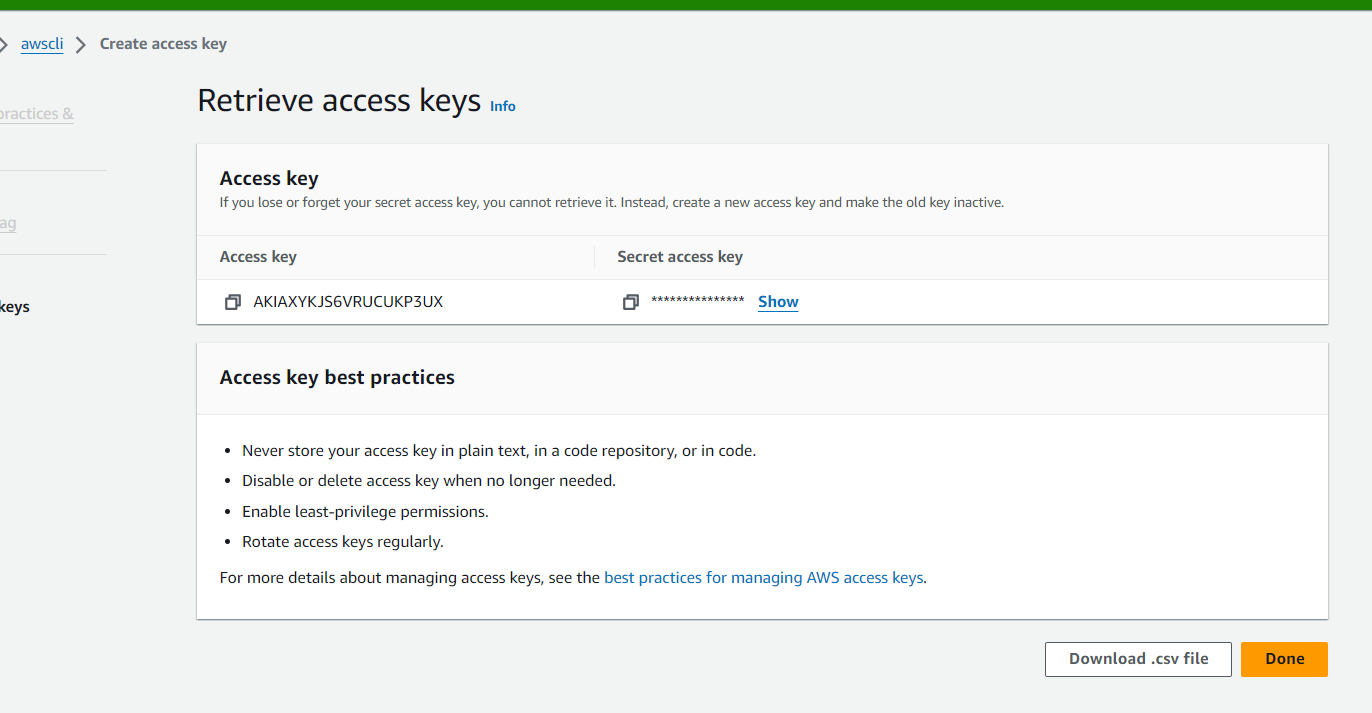 awscli
Create access key
practices &
ag
keys
Retrieve access keys Info
Access key
If you lose or forget your secret access key, you cannot retrieve it. Instead, create a new access key and make the old key inactive.
Access key Secret access key
AKIAXYKJS6VRUCUKP3UX *************** Show
Access key best practices
• Never store your access key in plain text, in a code repository, or in code.
• Disable or delete access key when no longer needed.
• Enable least-privilege permissions.
• Rotate access keys regularly.
For more details about managing access keys, see the best practices for managing AWS access keys.
Download .csv file
Done